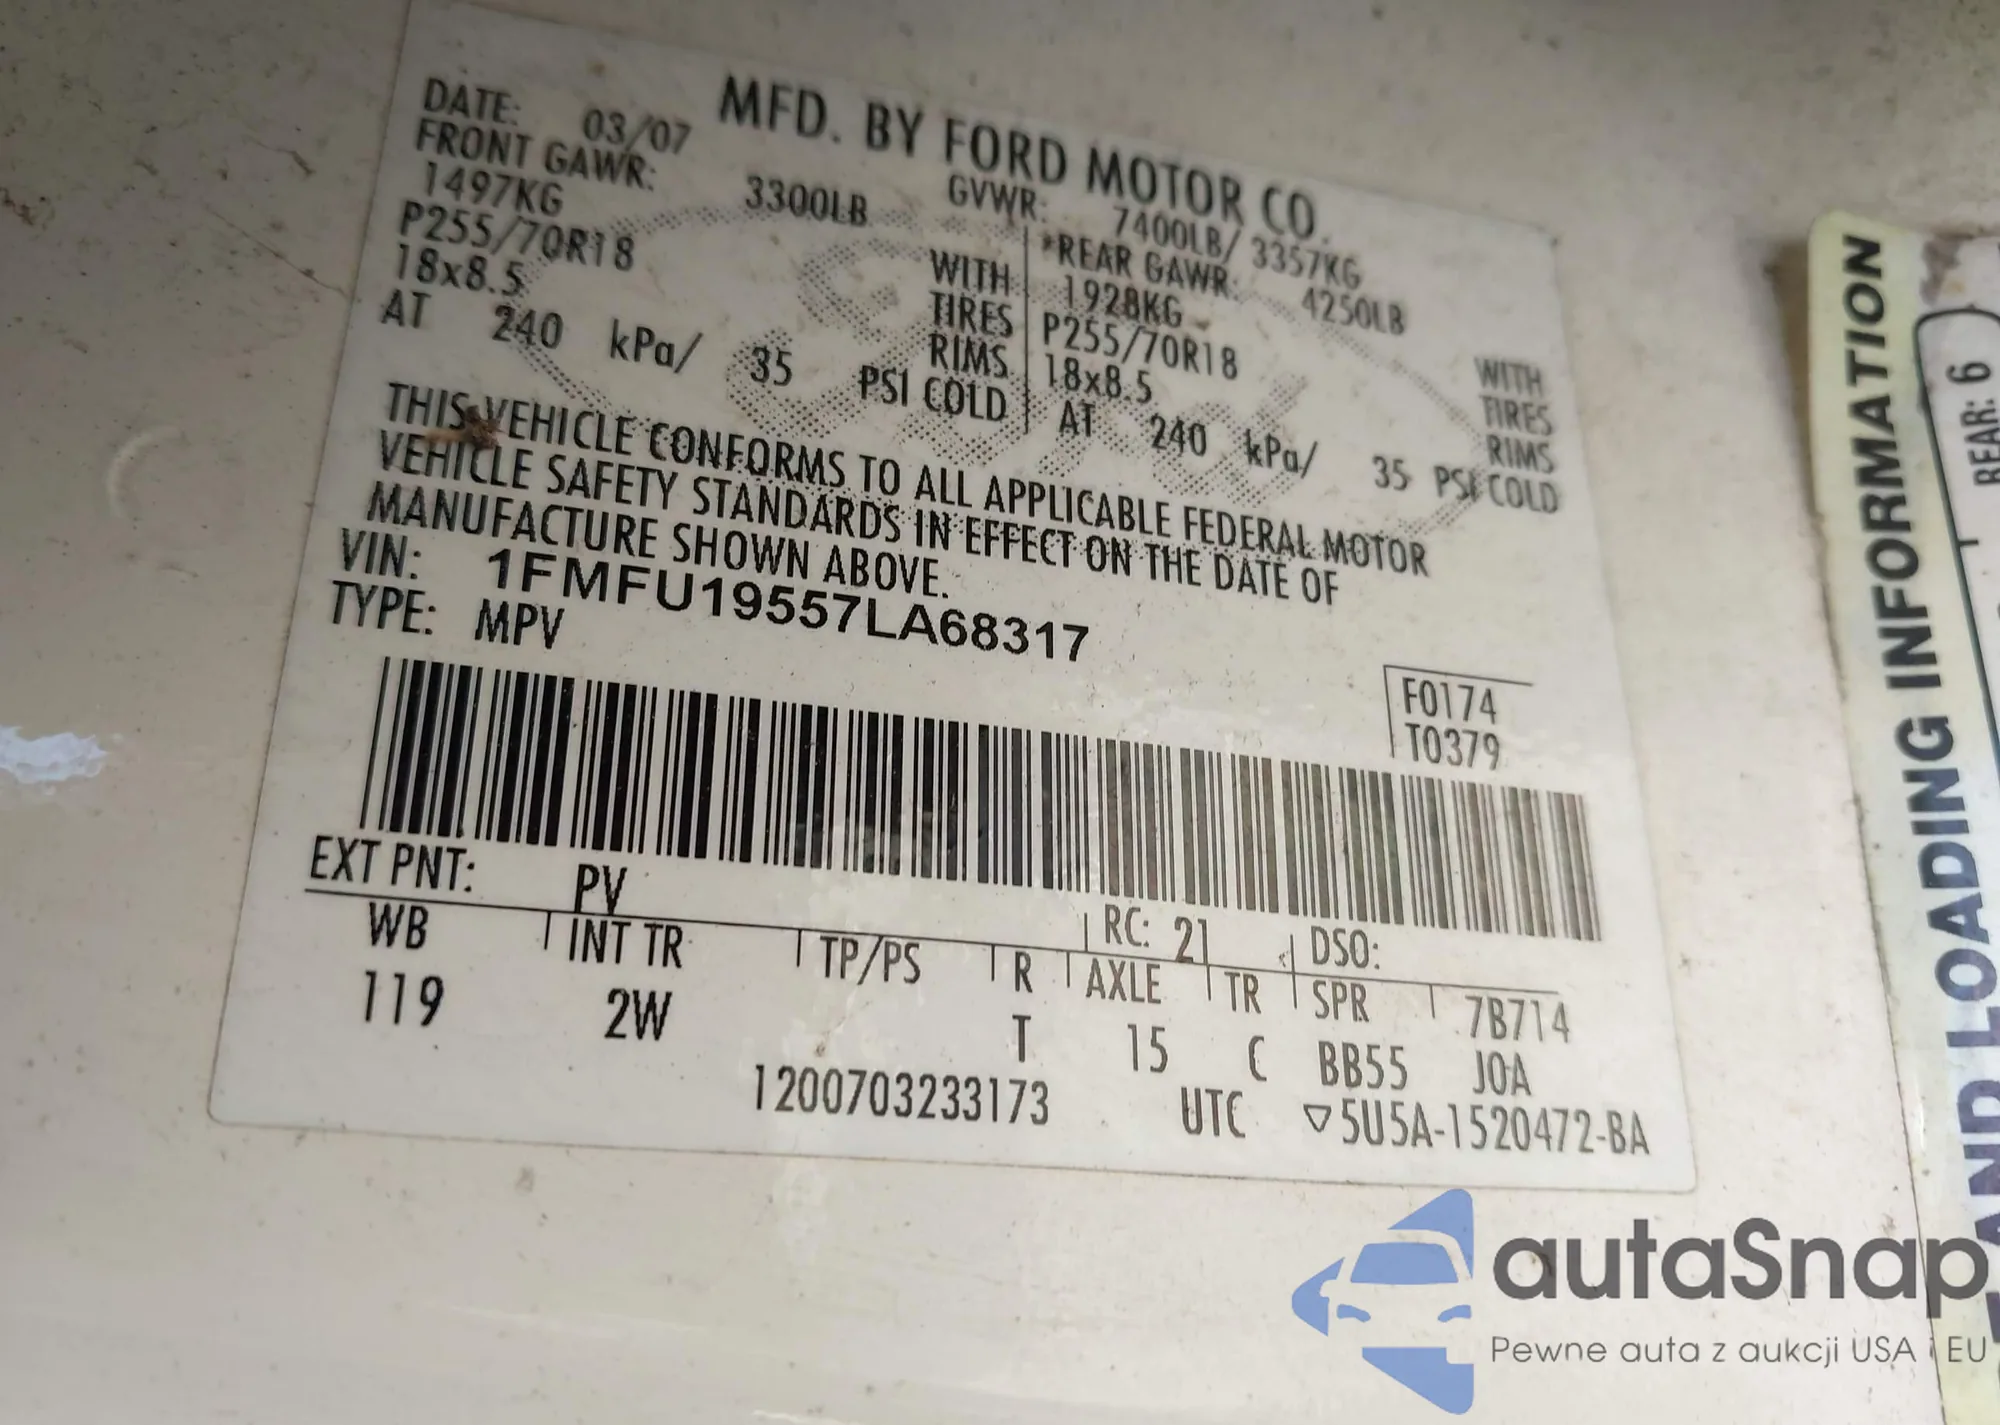 MFD. BY FORD MOTOR CO.
DATE: 03/07 GVWR: 7400LB/ 3357KG
FRONT GAWR: 3300LB *REAR GAWR: 4250LB
1497KG WITH 1928KG WITH
P255/70R18 TIRES P255/70R18 TIRES
18x8.5 RIMS 18x8.5 RIMS
AT 240 kPa/ 35 PSI COLD AT 240 kPa/ 35 PSI COLD
THIS VEHICLE CONFORMS TO ALL APPLICABLE FEDERAL MOTOR
VEHICLE SAFETY STANDARDS IN EFFECT ON THE DATE OF
MANUFACTURE SHOWN ABOVE.
VIN: 1FMFU19557LA68317
TYPE: MPV
F0174
T0379
EXT PNT: PV RC: 21 DSO:
WB INT TR TP/PS R AXLE TR SPR 7B714
119 2W T 15 C BB55 J0A
1200703233173 UTC ▽5U5A-1520472-BA
AND LOADING INFORMATION
REAR: 6
autaSnap
Pewne auta z aukcji USA i EU